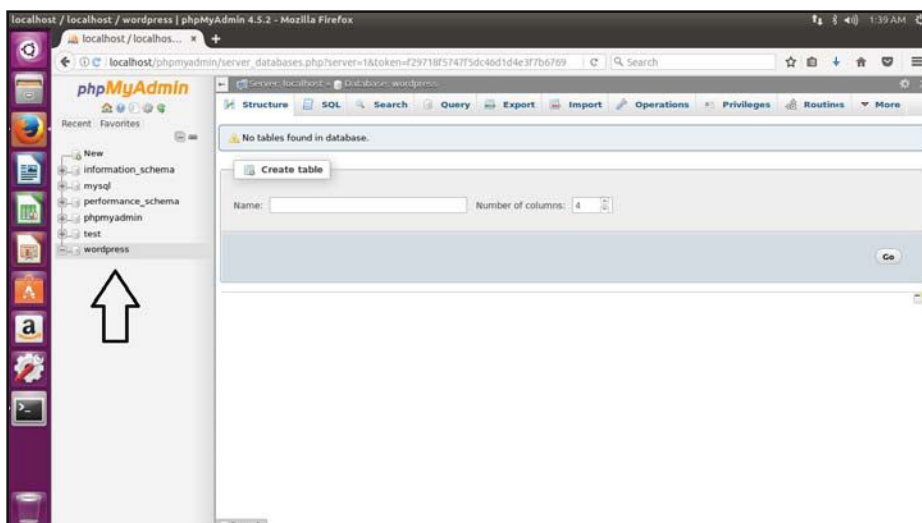 localhost / localhost / wordpress | phpMyAdmin 4.5.2 - Mozilla Firefox 1:39 AM
localhost / localhos... × +
localhost/phpmyadmin/server_databases.php?server=1&token=f29718f5747f5dc46d1d4e3f7b6769 Search
phpMyAdmin
Recent Favorites
New
information_schema
mysql
performance_schema
phpmyadmin
test
wordpress
Server: localhost » Database: wordpress
Structure SQL Search Query Export Import Operations Privileges Routines More
No tables found in database.
Create table
Name: Number of columns: 4
Go